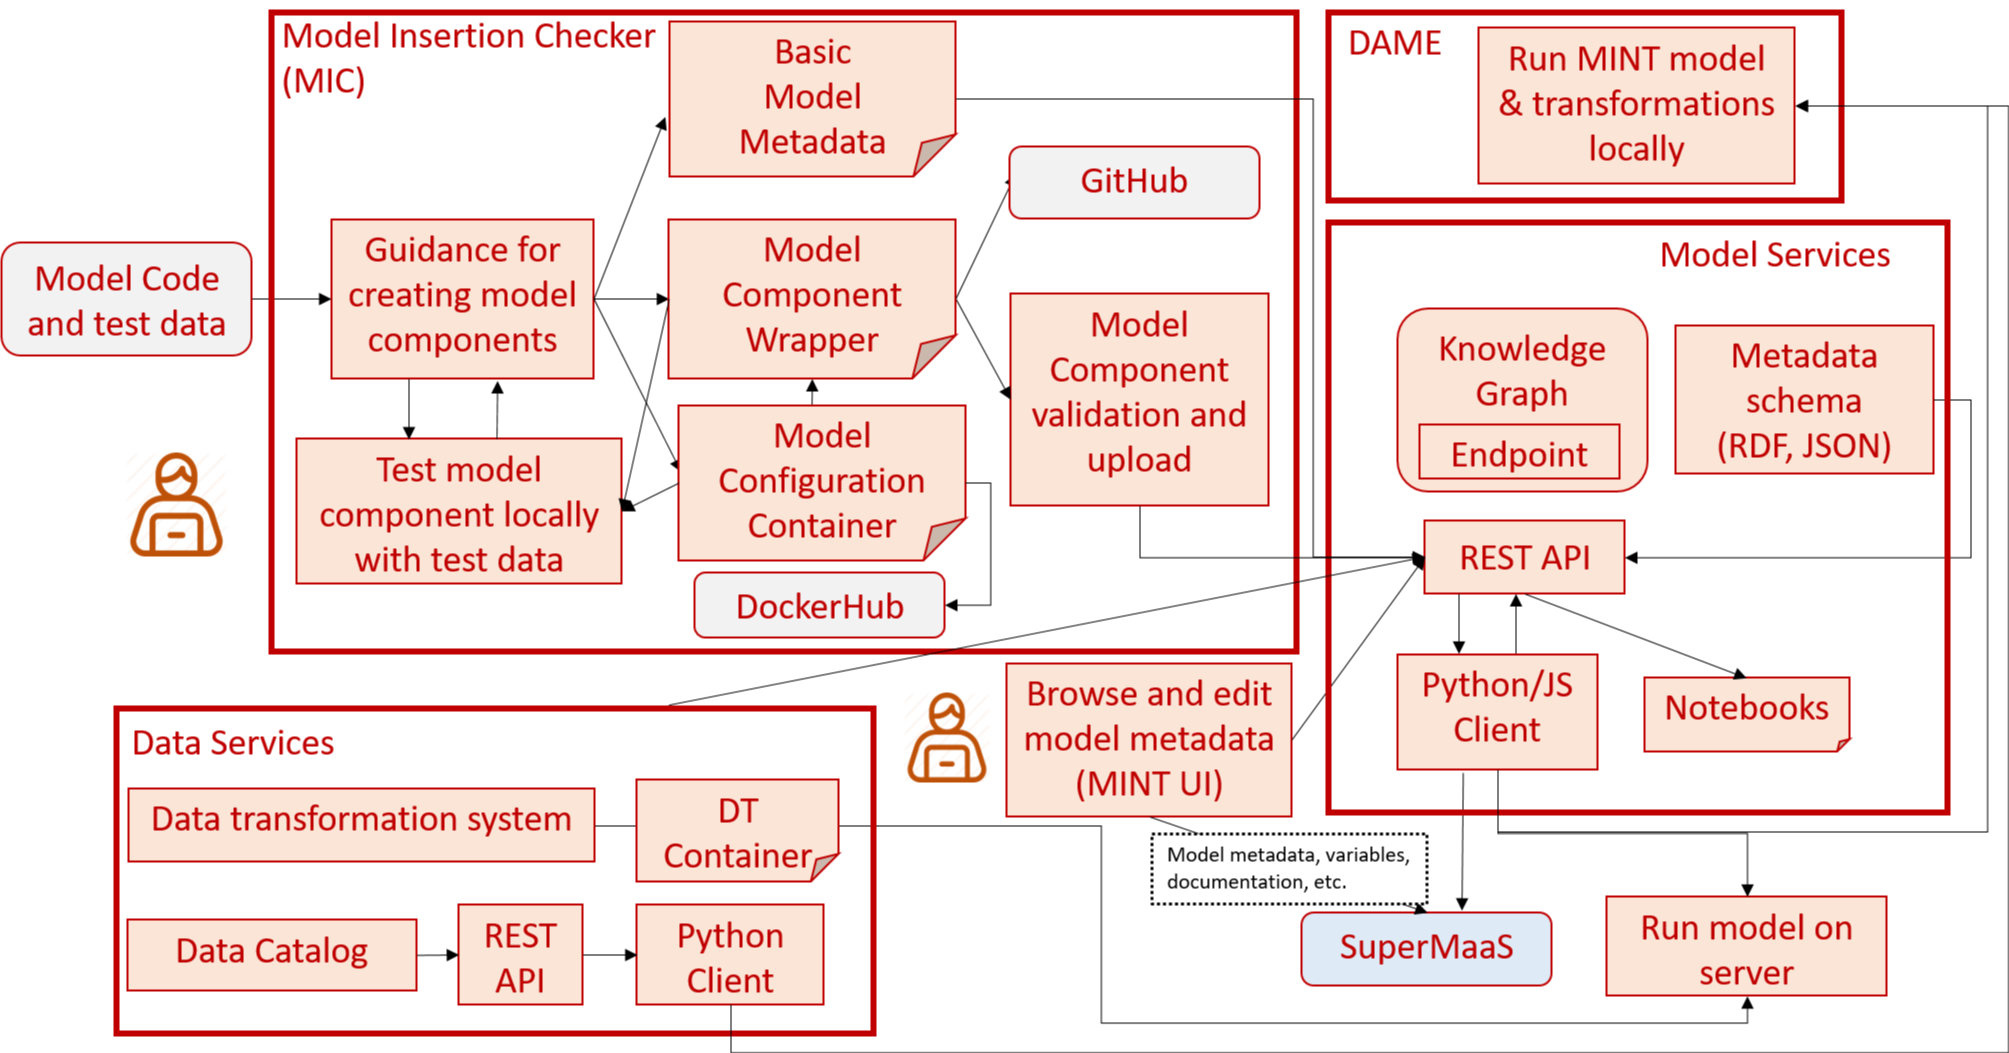 Model Insertion Checker
(MIC)
Basic
Model
Metadata
GitHub
Model Code
and test data
Guidance for
creating model
components
Model
Component
Wrapper
Model
Component
validation and
upload
Test model
component locally
with test data
Model
Configuration
Container
DockerHub
DAME
Run MINT model
& transformations
locally
Model Services
Knowledge
Graph
Endpoint
Metadata
schema
(RDF, JSON)
REST API
Python/JS
Client
Notebooks
Browse and edit
model metadata
(MINT UI)
Data Services
Data transformation system
DT
Container
Data Catalog
REST
API
Python
Client
Model metadata, variables,
documentation, etc.
SuperMaaS
Run model on
server